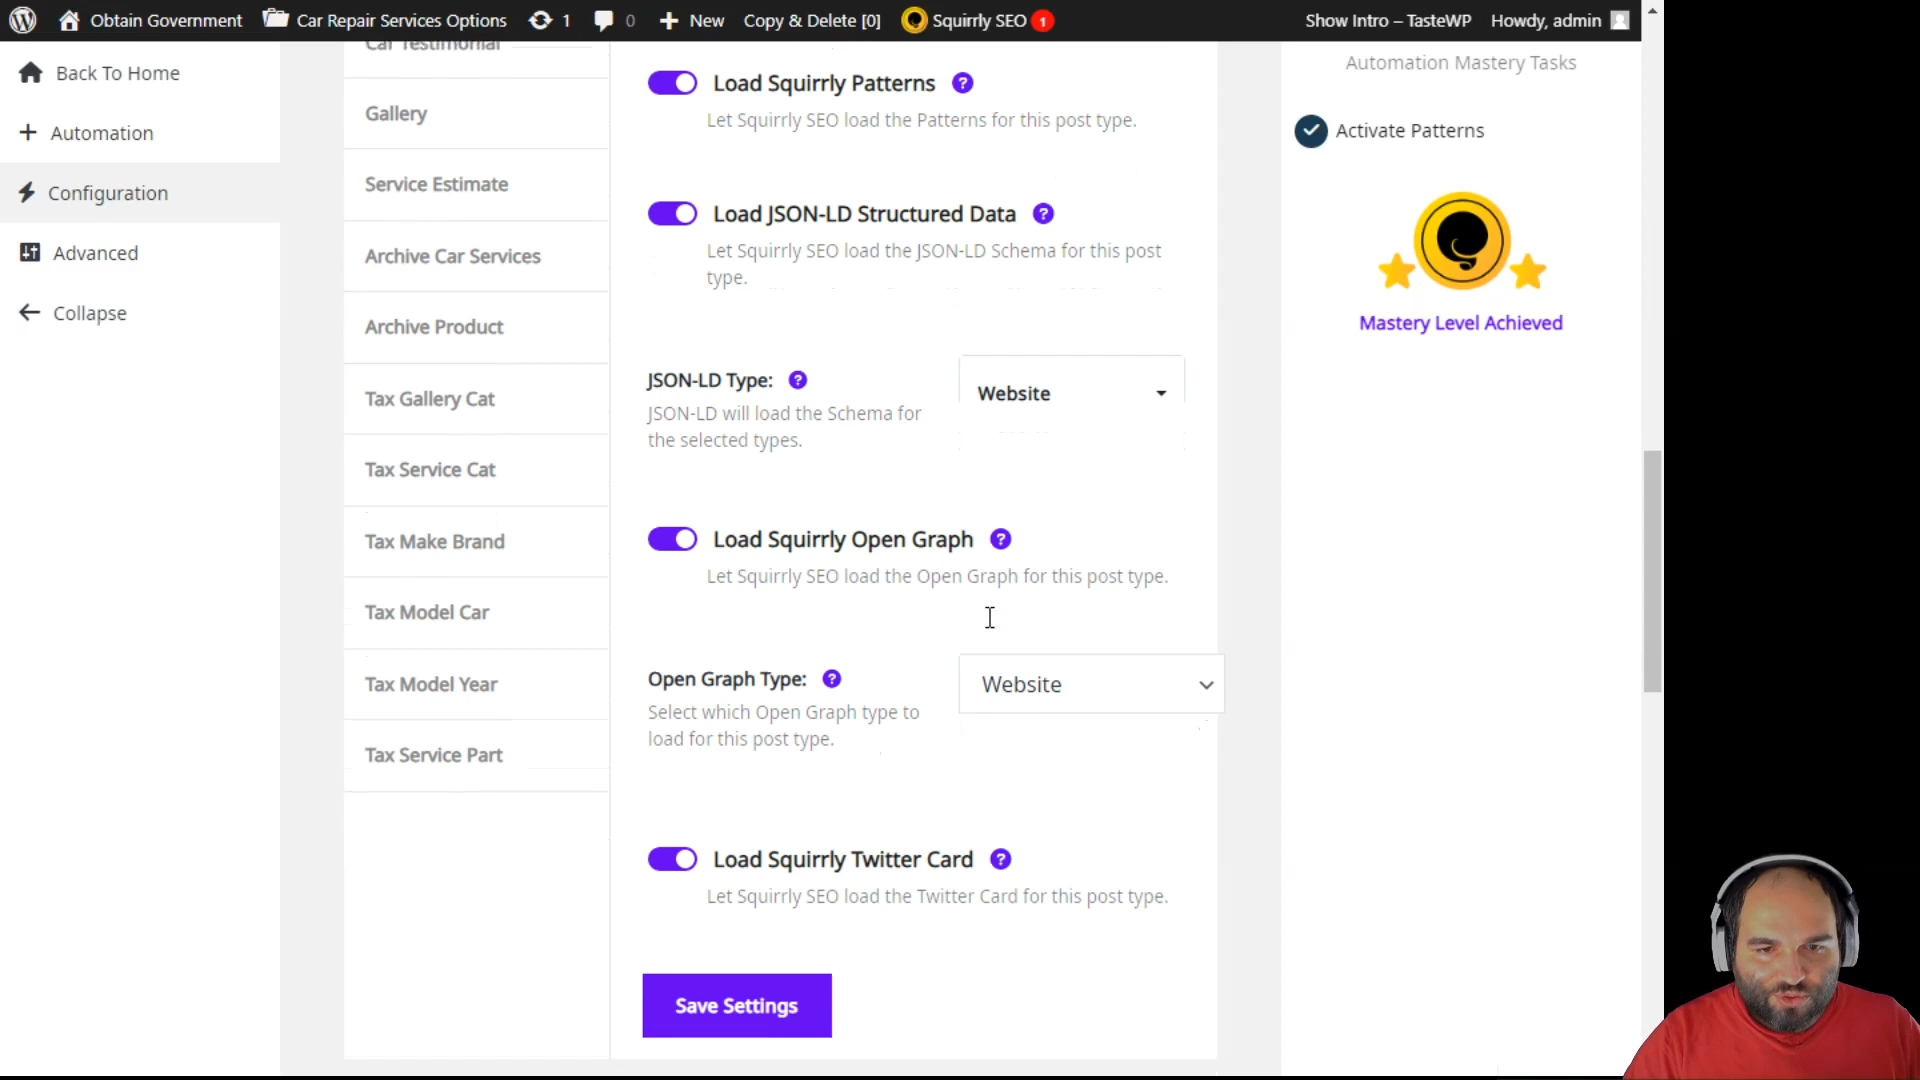 Obtain Government Car Repair Services Options 1 0 New Copy & Delete [0] Squirrly SEO 1 Show Intro – TasteWP Howdy, admin
Back To Home
Automation
Configuration
Advanced
Collapse
Car Testimonial
Gallery
Service Estimate
Archive Car Services
Archive Product
Tax Gallery Cat
Tax Service Cat
Tax Make Brand
Tax Model Car
Tax Model Year
Tax Service Part
Load Squirrly Patterns ?
Let Squirrly SEO load the Patterns for this post type.
Load JSON-LD Structured Data ?
Let Squirrly SEO load the JSON-LD Schema for this post
type.
JSON-LD Type: ?
JSON-LD will load the Schema for
the selected types.
Website
Load Squirrly Open Graph ?
Let Squirrly SEO load the Open Graph for this post type.
Open Graph Type: ?
Select which Open Graph type to
load for this post type.
Website
Load Squirrly Twitter Card ?
Let Squirrly SEO load the Twitter Card for this post type.
Save Settings
Automation Mastery Tasks
Activate Patterns
Mastery Level Achieved